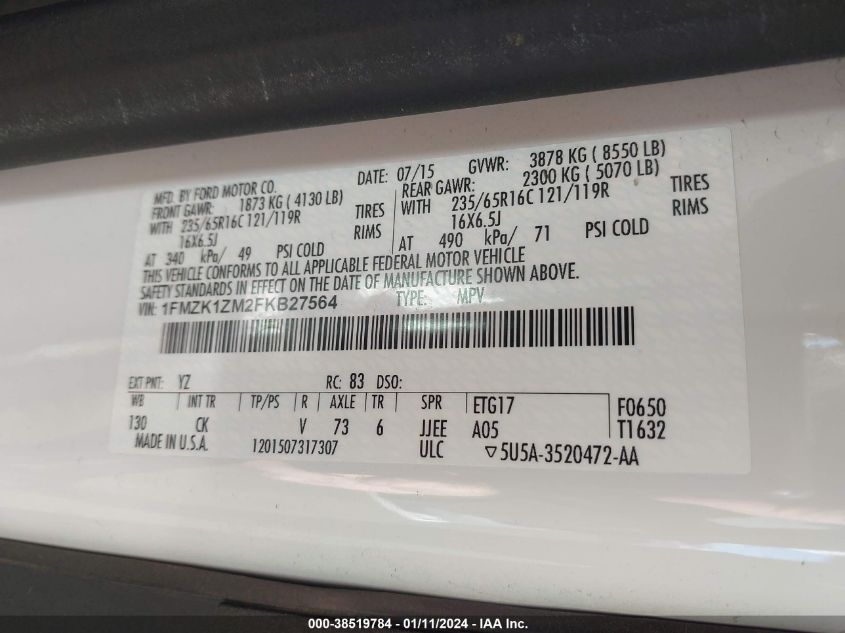 MFD. BY FORD MOTOR CO.
DATE: 07/15 GVWR: 3878 KG ( 8550 LB)
FRONT GAWR: 1873 KG ( 4130 LB) REAR GAWR: 2300 KG ( 5070 LB)
WITH 235/65R16C 121/119R TIRES WITH 235/65R16C 121/119R TIRES
16X6.5J RIMS 16X6.5J RIMS
AT 340 kPa/ 49 PSI COLD AT 490 kPa/ 71 PSI COLD
THIS VEHICLE CONFORMS TO ALL APPLICABLE FEDERAL MOTOR VEHICLE
SAFETY STANDARDS IN EFFECT ON THE DATE OF MANUFACTURE SHOWN ABOVE.
VIN: 1FMZK1ZM2FKB27564 TYPE: MPV
EXT PNT: YZ RC: 83 DSO:
WB INT TR TP/PS R AXLE TR SPR ETG17 F0650
130 CK V 73 6 JJEE A05 T1632
MADE IN U.S.A. 1201507317307 ULC ▽5U5A-3520472-AA
000-38519784 - 01/11/2024 - IAA Inc.